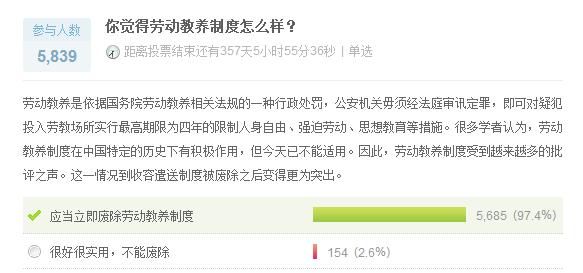 参与人数
5,839
你觉得劳动教养制度怎么样？
距离投票结束还有357天5小时55分36秒 | 单选
劳动教养是依据国务院劳动教养相关法规的一种行政处罚，公安机关毋须经法庭审讯定罪，即可对疑犯
投入劳教场所实行最高期限为四年的限制人身自由、强迫劳动、思想教育等措施。很多学者认为，劳动
教养制度在中国特定的历史下有积极作用，但今天已不能适用。因此，劳动教养制度受到越来越多的批
评之声。这一情况到收容遣送制度被废除之后变得更为突出。
应当立即废除劳动教养制度 5,685 (97.4%)
很好很实用，不能废除 154 (2.6%)